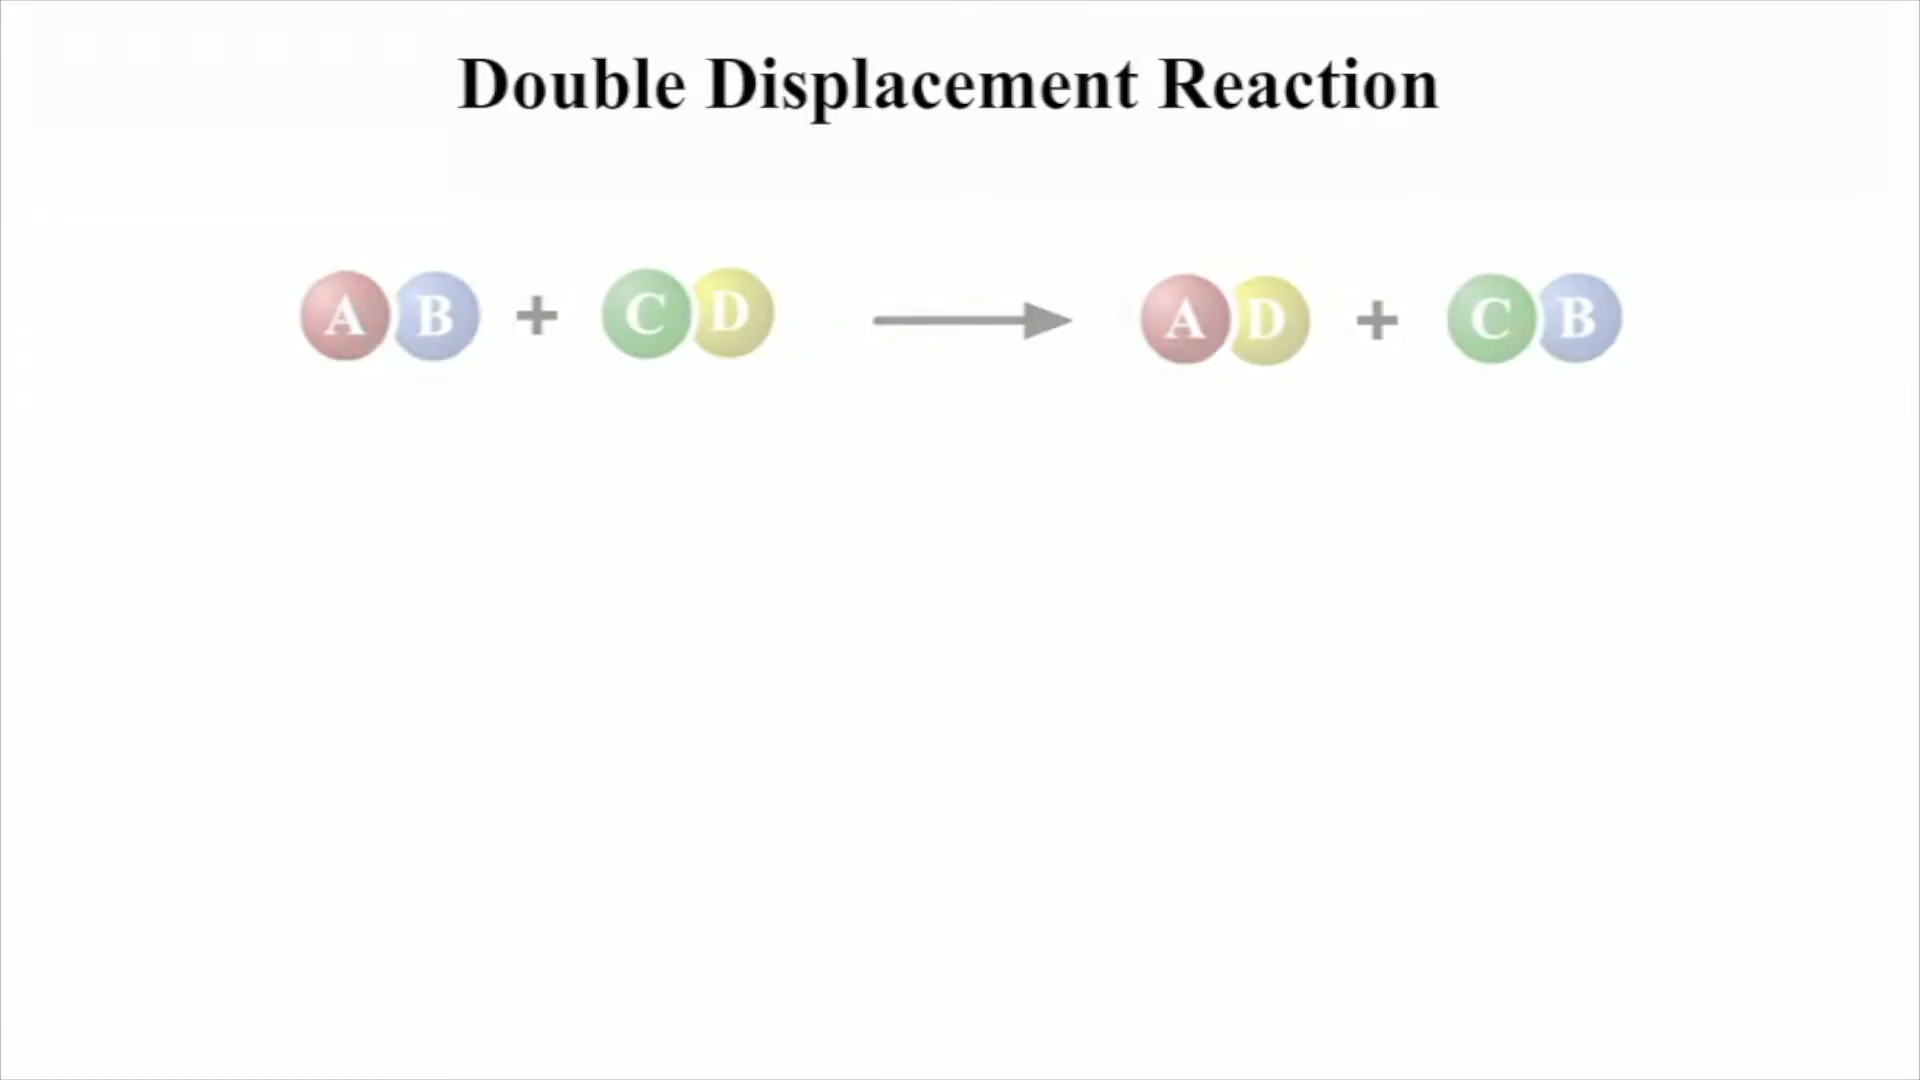 Double Displacement Reaction
A B + C D → A D + C B